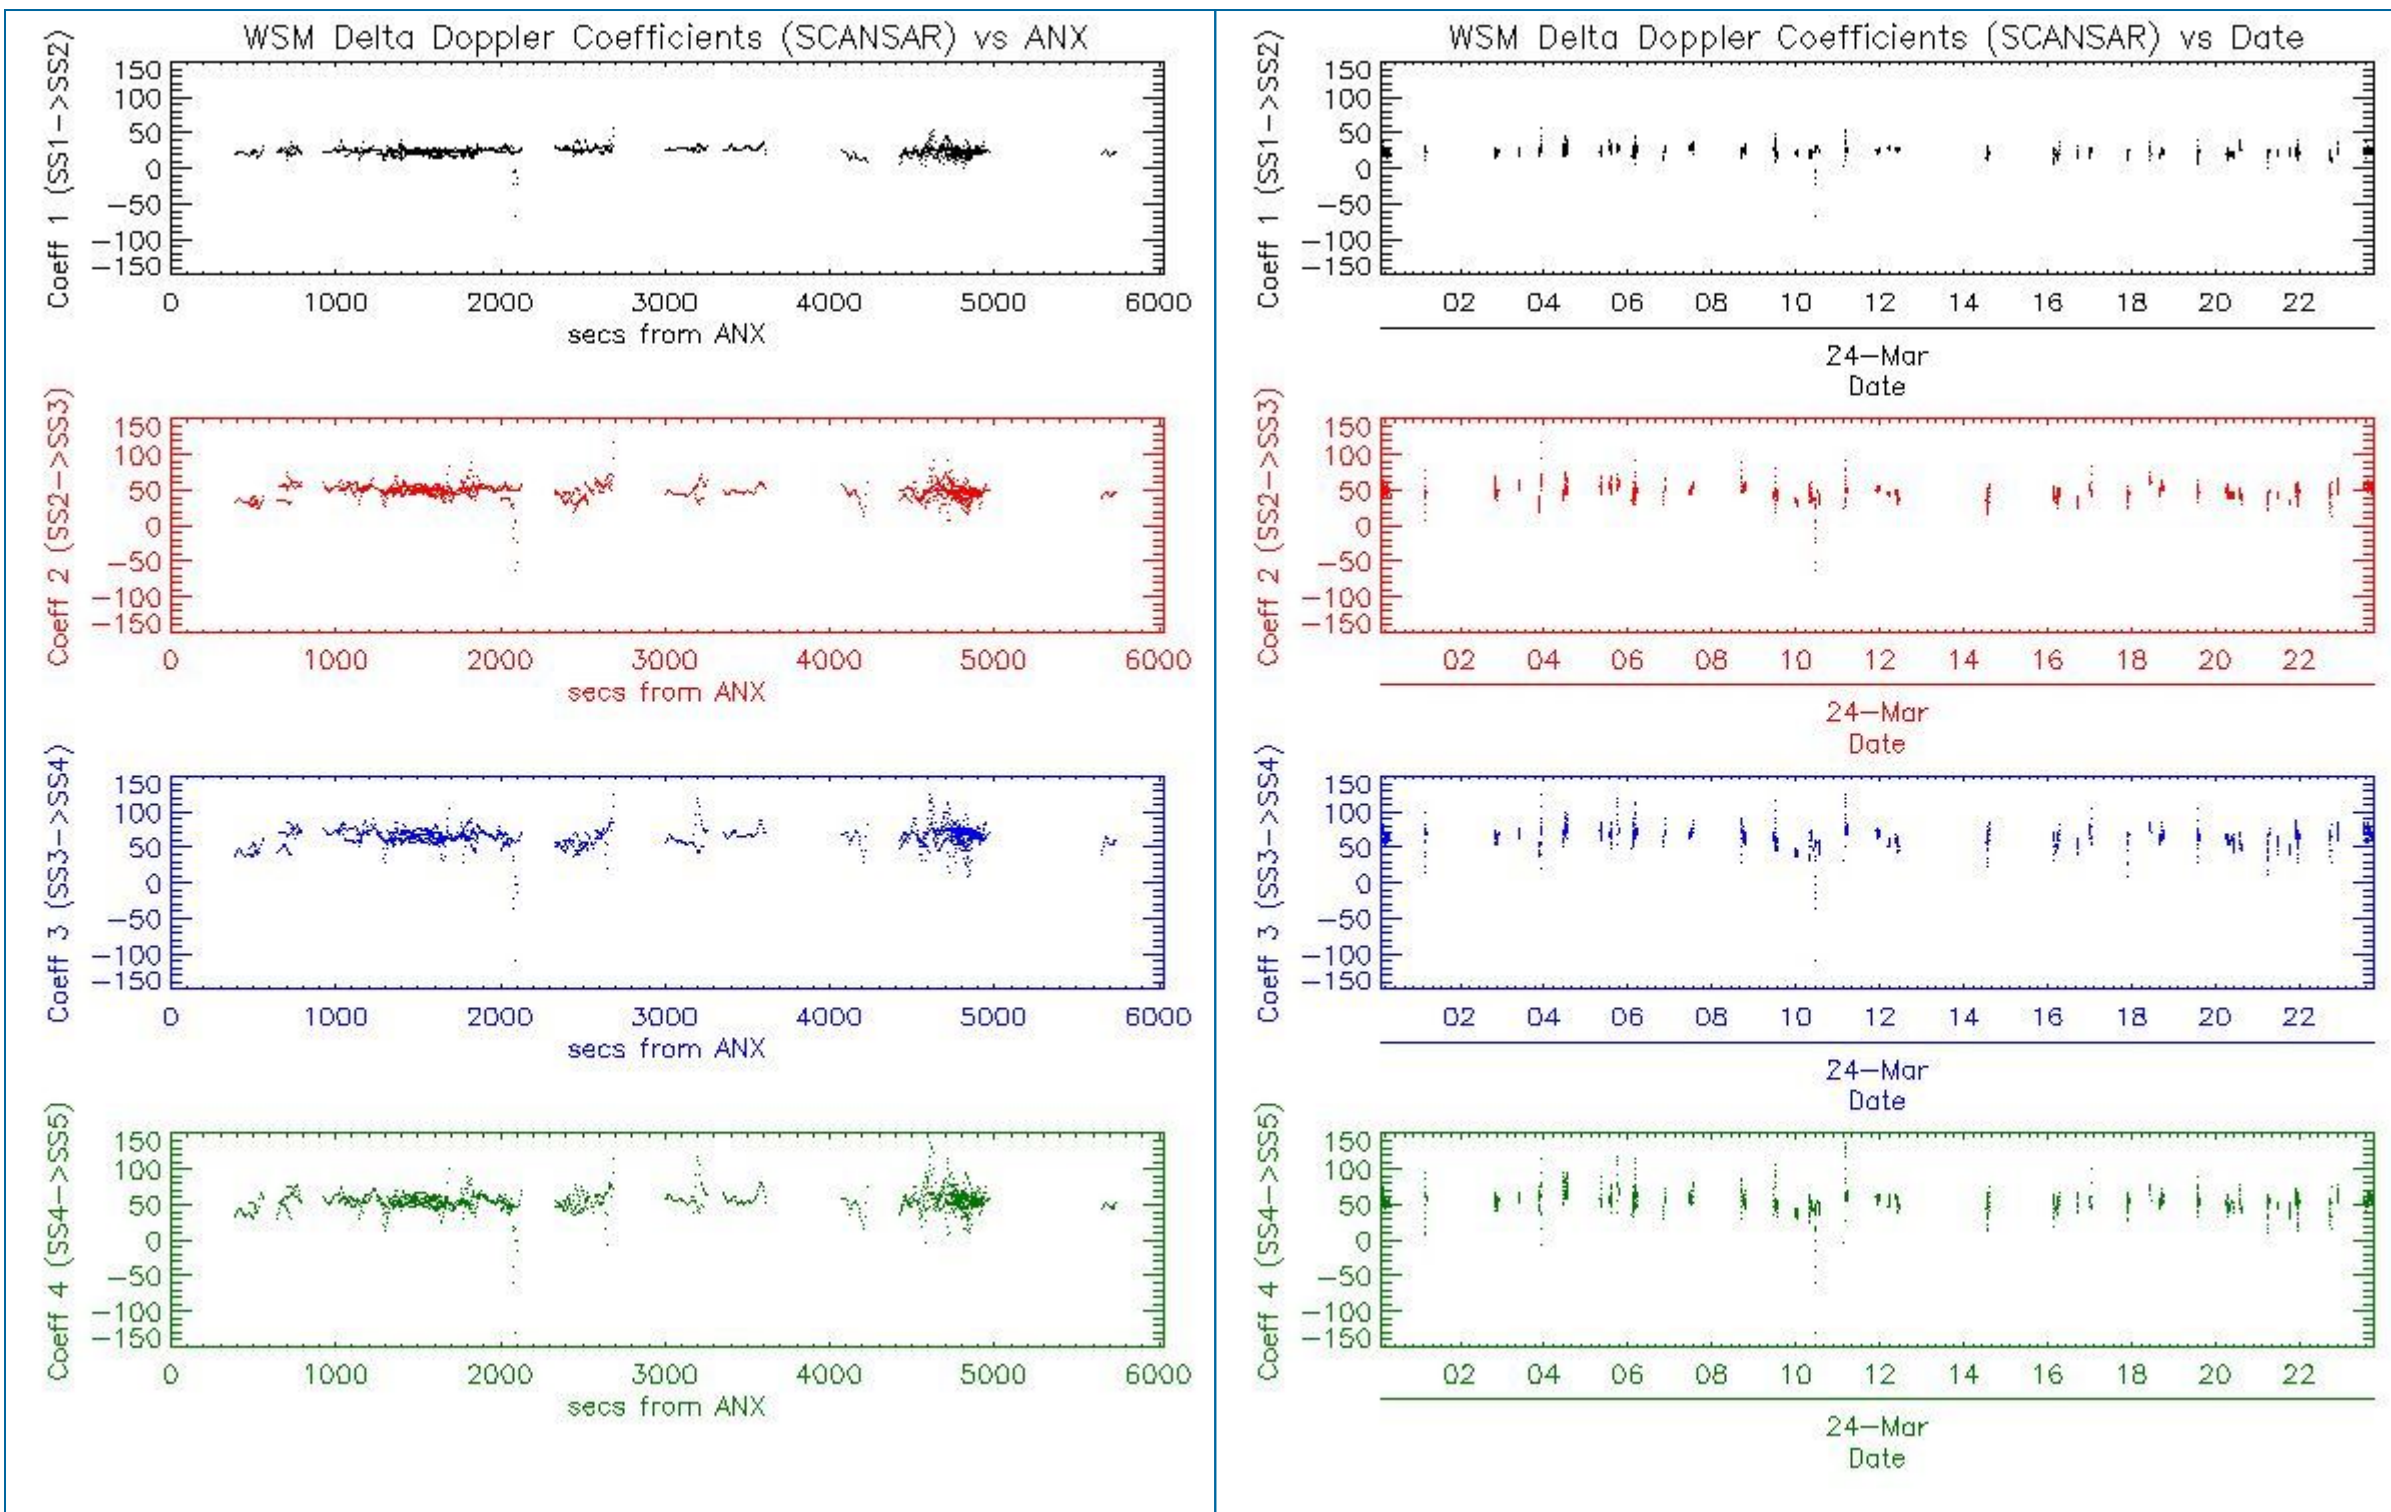 WSM Delta Doppler Coefficients (SCANSAR) vs ANX
Coeff 1 (SS1->SS2)
150
100
50
0
-50
-100
-150
0 1000 2000 3000 4000 5000 6000
secs from ANX
Coeff 2 (SS2->SS3)
150
100
50
0
-50
-100
-150
0 1000 2000 3000 4000 5000 6000
secs from ANX
Coeff 3 (SS3->SS4)
150
100
50
0
-50
-100
-150
0 1000 2000 3000 4000 5000 6000
secs from ANX
Coeff 4 (SS4->SS5)
150
100
50
0
-50
-100
-150
0 1000 2000 3000 4000 5000 6000
secs from ANX
WSM Delta Doppler Coefficients (SCANSAR) vs Date
Coeff 1 (SS1->SS2)
150
100
50
0
-50
-100
-150
02 04 06 08 10 12 14 16 18 20 22
24-Mar
Date
Coeff 2 (SS2->SS3)
150
100
50
0
-50
-100
-150
02 04 06 08 10 12 14 16 18 20 22
24-Mar
Date
Coeff 3 (SS3->SS4)
150
100
50
0
-50
-100
-150
02 04 06 08 10 12 14 16 18 20 22
24-Mar
Date
Coeff 4 (SS4->SS5)
150
100
50
0
-50
-100
-150
02 04 06 08 10 12 14 16 18 20 22
24-Mar
Date